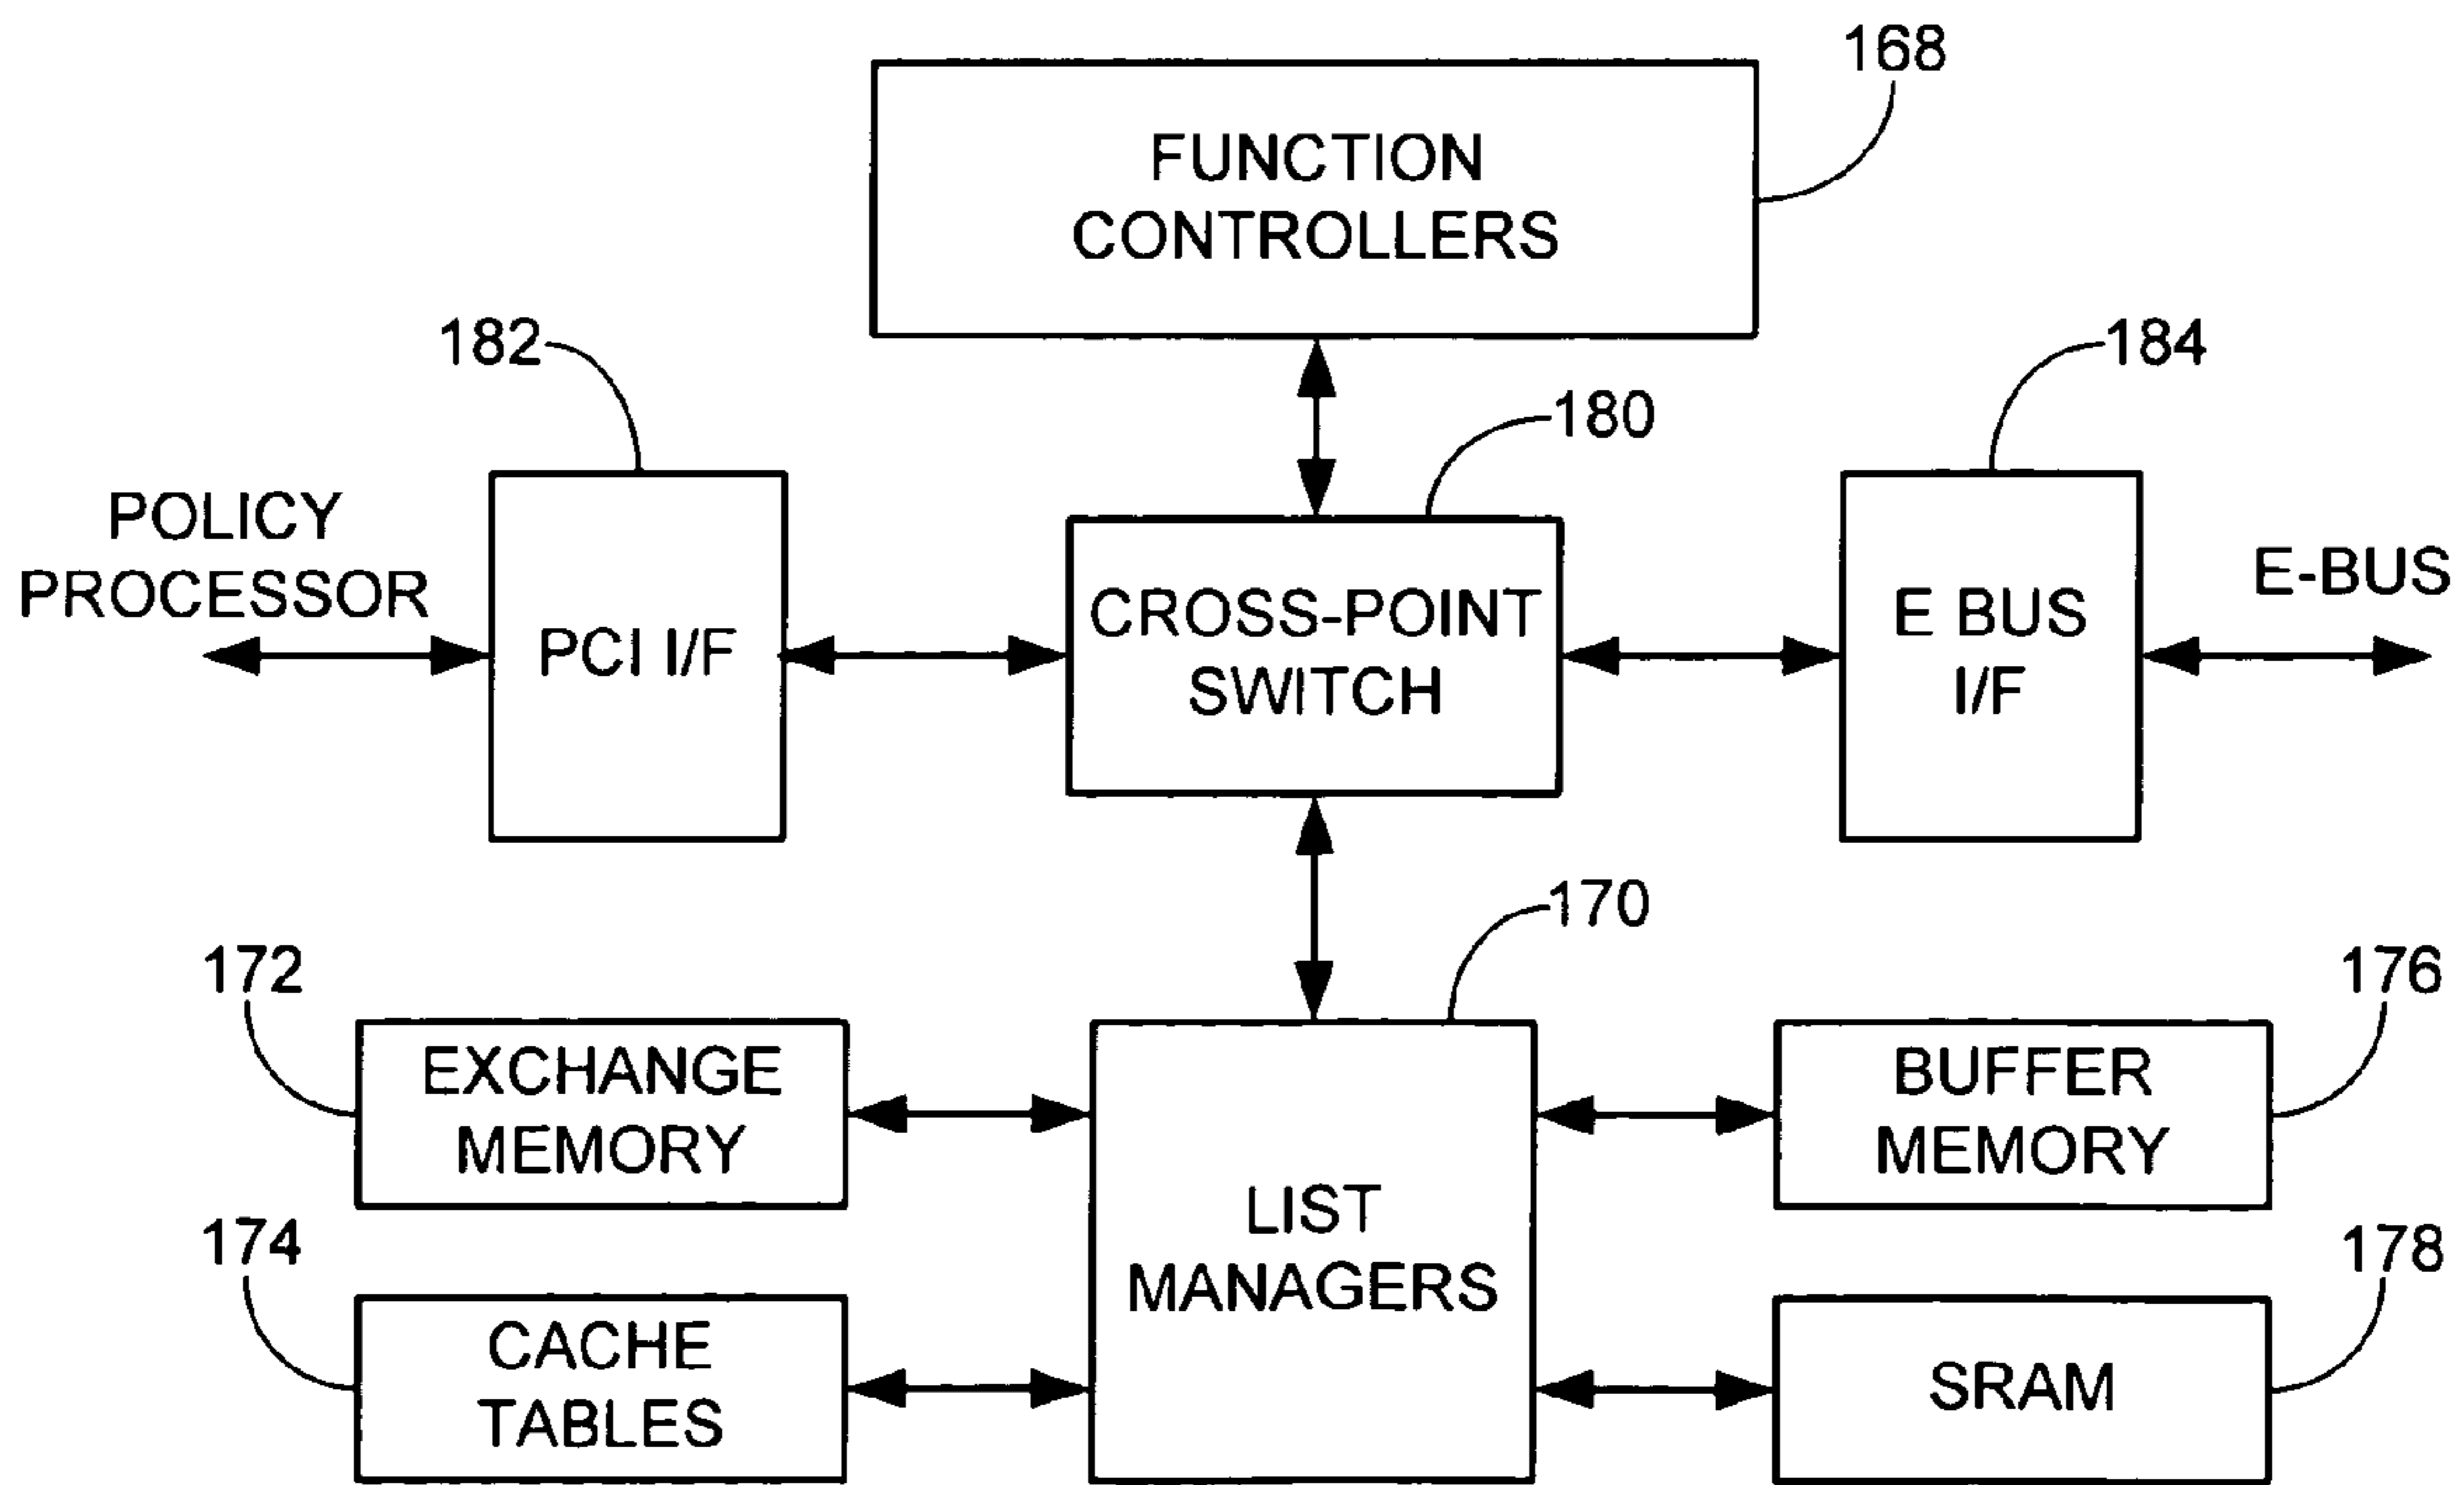 168
FUNCTION
CONTROLLERS
182
184
180
POLICY
PROCESSOR
PCI I/F
CROSS-POINT
SWITCH
E BUS
I/F
E-BUS
170
172
176
EXCHANGE
MEMORY
BUFFER
MEMORY
LIST
MANAGERS
174
178
CACHE
TABLES
SRAM